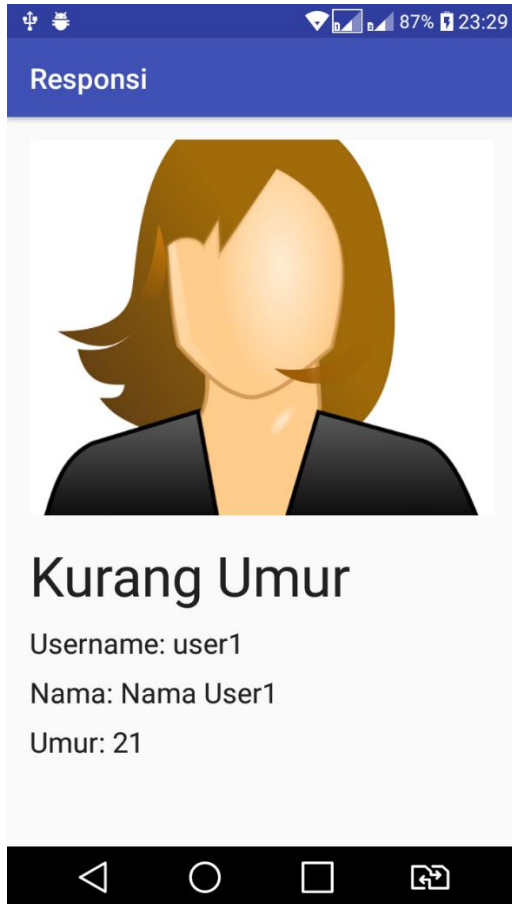 87% 23:29
Responsi
Kurang Umur
Username: user1
Nama: Nama User1
Umur: 21